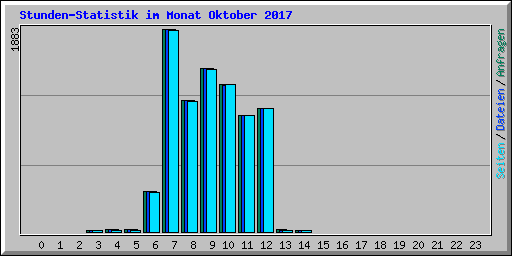 Stunden-Statistik im Monat Oktober 2017
1883
Seiten/Dateien/Anfragen
0 1 2 3 4 5 6 7 8 9 10 11 12 13 14 15 16 17 18 19 20 21 22 23